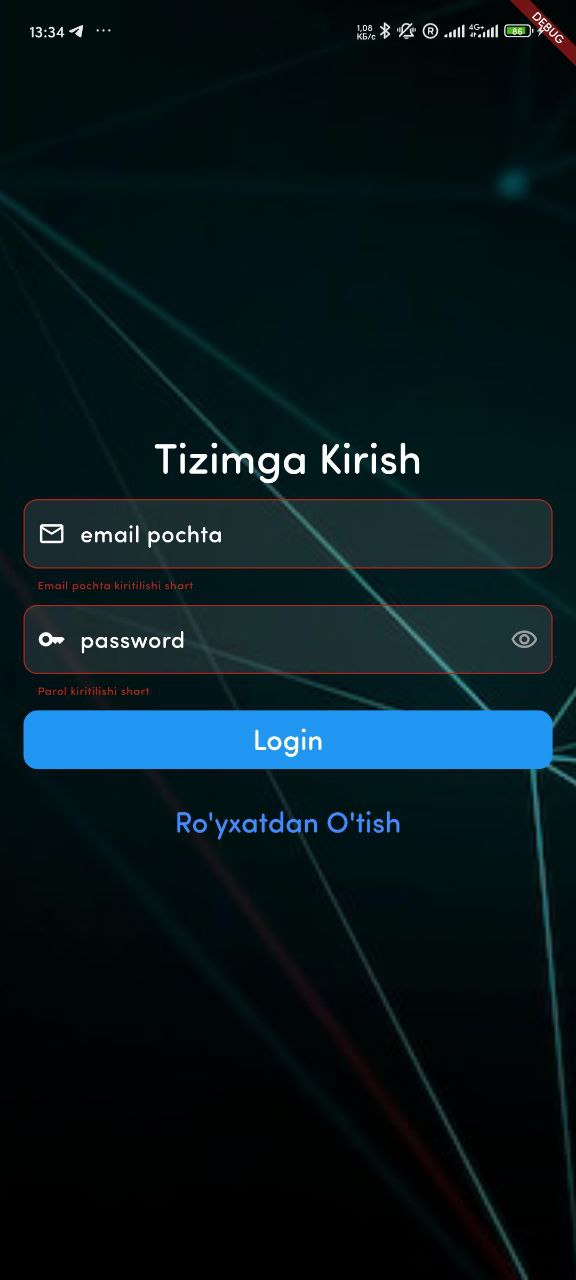 13:34 ... 1,08 КБ/с R 4G+ 86
DEBUG
Tizimga Kirish
email pochta
Email pochta kiritilishi shart
password
Parol kiritilishi shart
Login
Ro'yxatdan O'tish